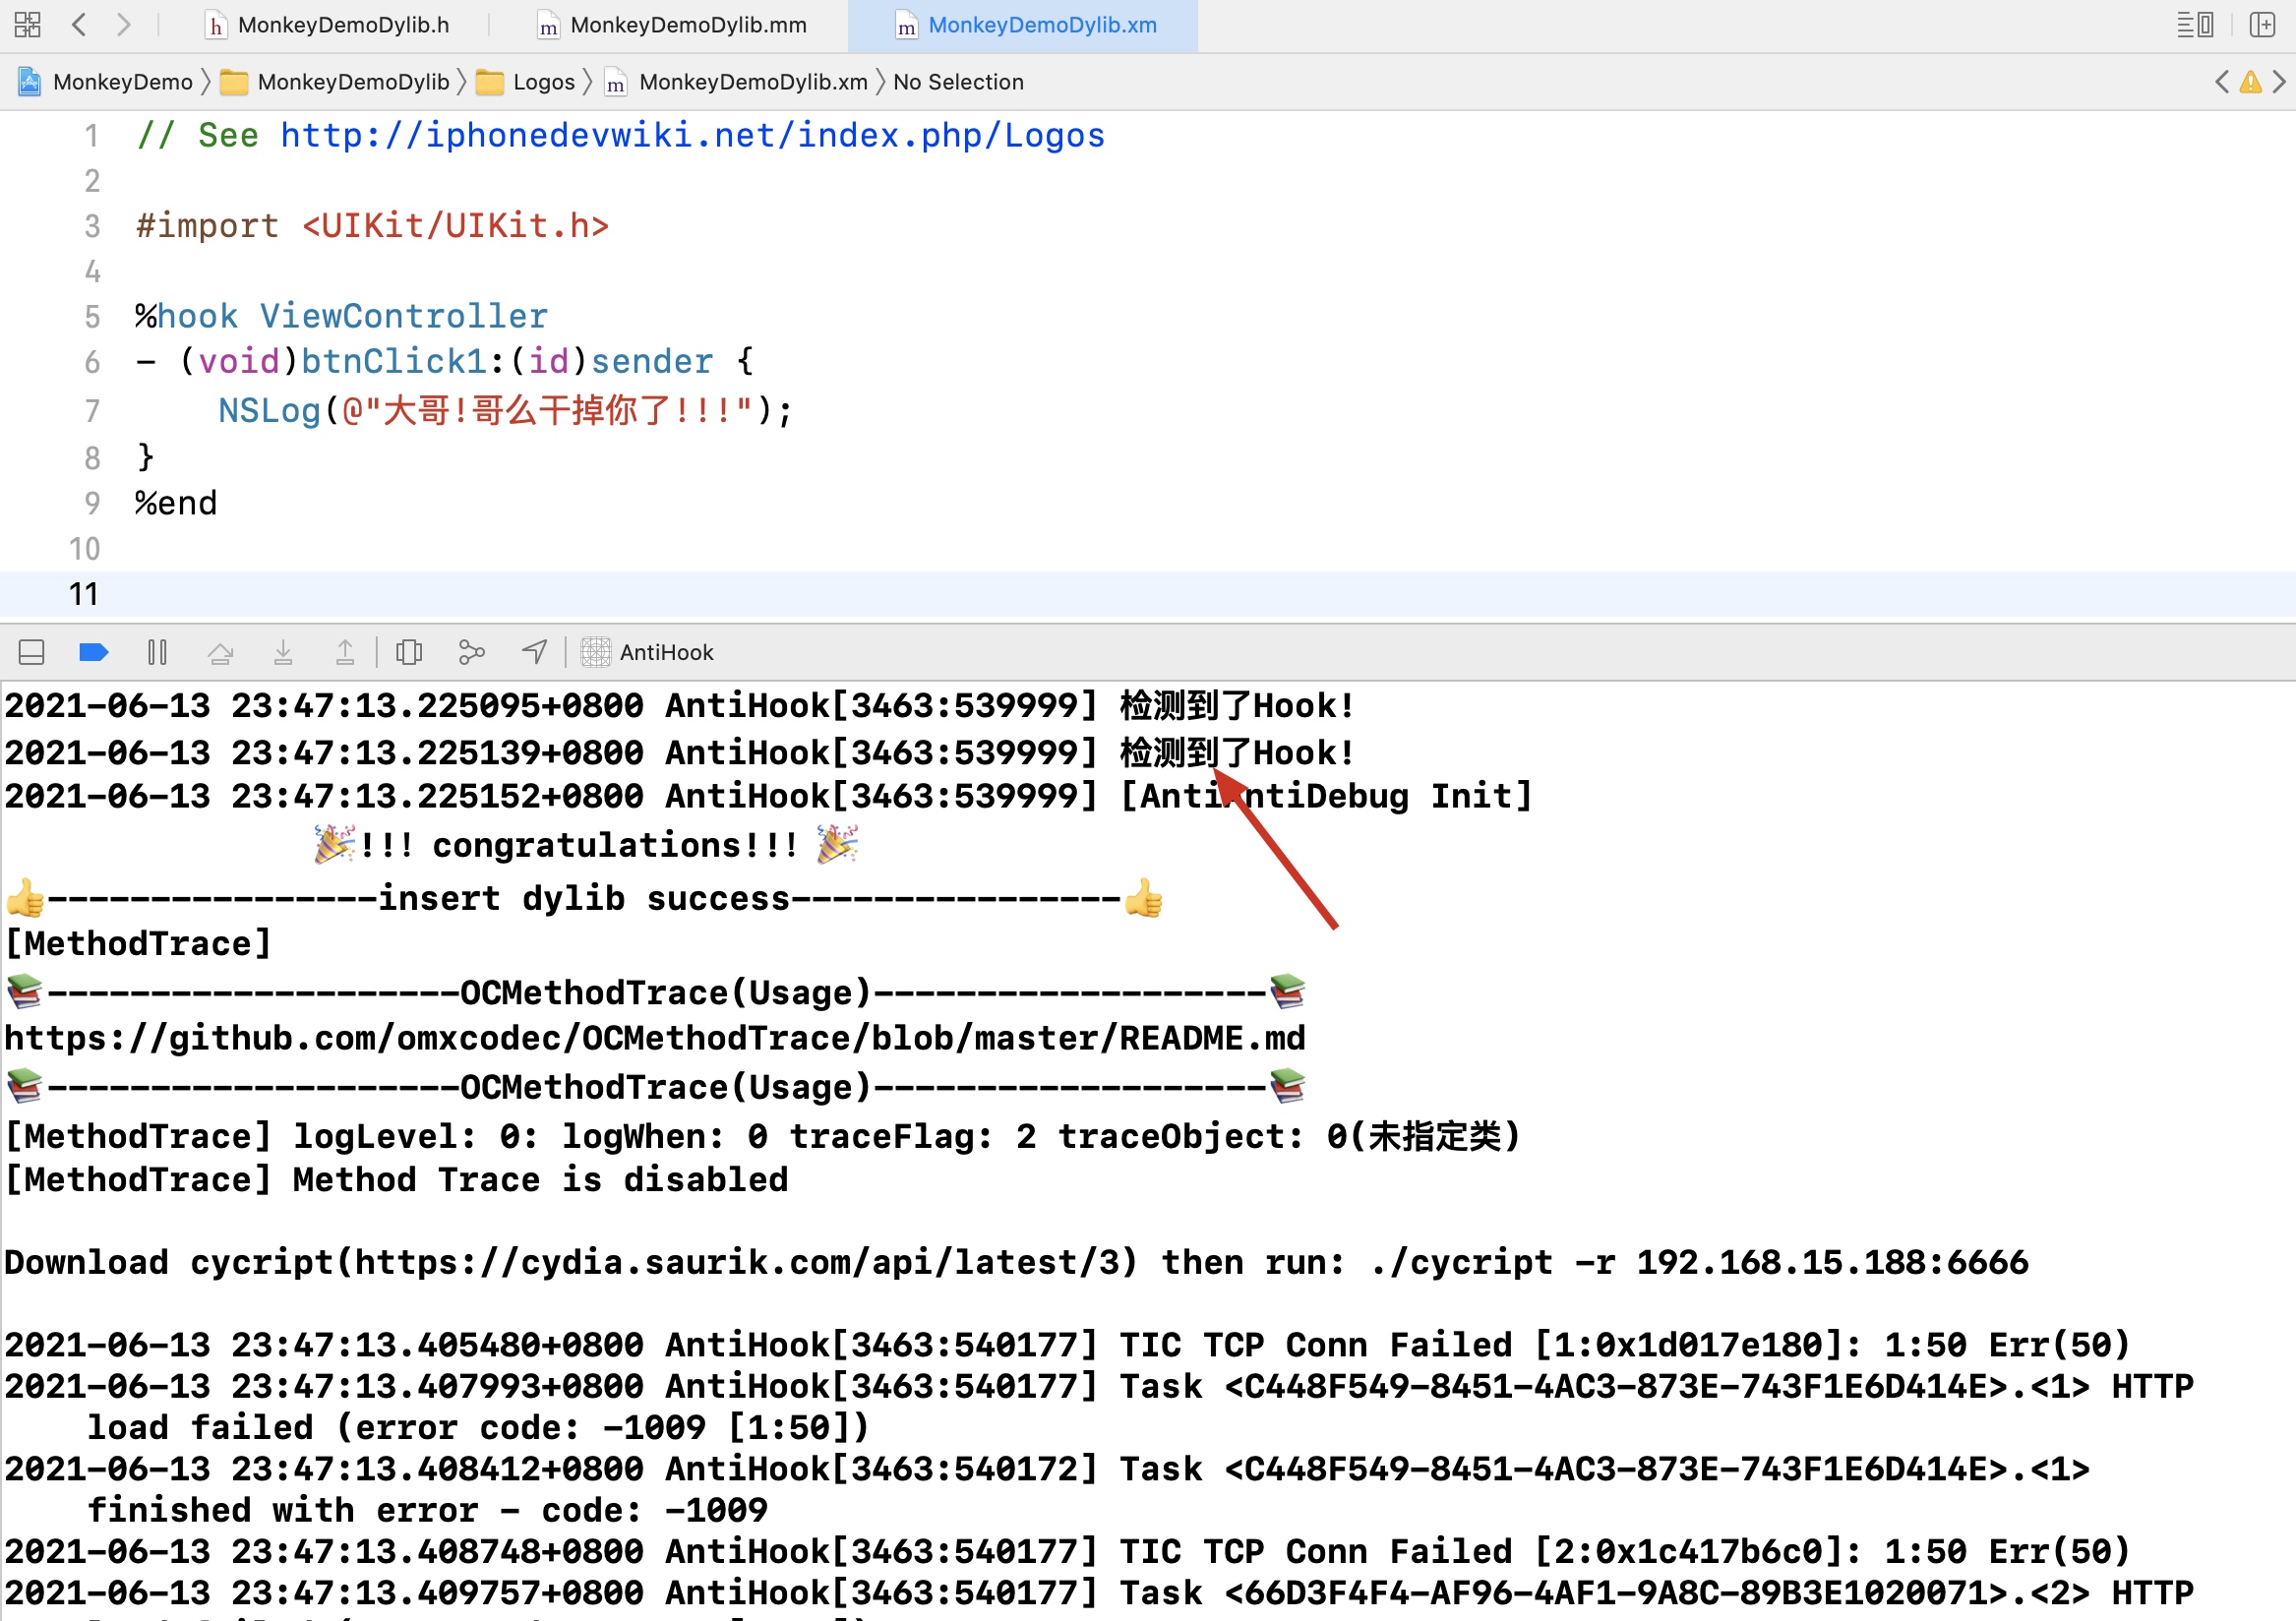 MonkeyDemoDylib.h
MonkeyDemoDylib.mm
MonkeyDemoDylib.xm
MonkeyDemo
MonkeyDemoDylib
Logos
MonkeyDemoDylib.xm
No Selection
1 // See http://iphonedevwiki.net/index.php/Logos
2
3 #import <UIKit/UIKit.h>
4
5 %hook ViewController
6 - (void)btnClick1:(id)sender {
7 NSLog(@"大哥!哥么干掉你了!!!");
8 }
9 %end
10
11
AntiHook
2021-06-13 23:47:13.225095+0800 AntiHook[3463:539999] 检测到了Hook!
2021-06-13 23:47:13.225139+0800 AntiHook[3463:539999] 检测到了Hook!
2021-06-13 23:47:13.225152+0800 AntiHook[3463:539999] [AntiAntiDebug Init]
🎉!!! congratulations!!! 🎉
👍----------------insert dylib success----------------👍
[MethodTrace]
📚--------------------OCMethodTrace(Usage)-------------------📚
https://github.com/omxcodec/OCMethodTrace/blob/master/README.md
📚--------------------OCMethodTrace(Usage)-------------------📚
[MethodTrace] logLevel: 0: logWhen: 0 traceFlag: 2 traceObject: 0(未指定类)
[MethodTrace] Method Trace is disabled
Download cycript(https://cydia.saurik.com/api/latest/3) then run: ./cycript -r 192.168.15.188:6666
2021-06-13 23:47:13.405480+0800 AntiHook[3463:540177] TIC TCP Conn Failed [1:0x1d017e180]: 1:50 Err(50)
2021-06-13 23:47:13.407993+0800 AntiHook[3463:540177] Task <C448F549-8451-4AC3-873E-743F1E6D414E>.<1> HTTP
load failed (error code: -1009 [1:50])
2021-06-13 23:47:13.408412+0800 AntiHook[3463:540172] Task <C448F549-8451-4AC3-873E-743F1E6D414E>.<1>
finished with error - code: -1009
2021-06-13 23:47:13.408748+0800 AntiHook[3463:540177] TIC TCP Conn Failed [2:0x1c417b6c0]: 1:50 Err(50)
2021-06-13 23:47:13.409757+0800 AntiHook[3463:540177] Task <66D3F4F4-AF96-4AF1-9A8C-89B3E1020071>.<2> HTTP